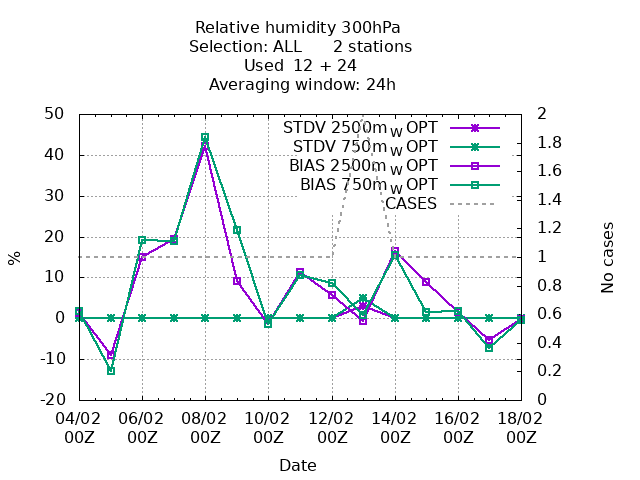 Relative humidity 300hPa
Selection: ALL      2 stations
Used  12 + 24
Averaging window: 24h
50 2
STDV 2500m_W OPT
40 1.8
STDV 750m_W OPT
BIAS 2500m_W OPT
1.6
BIAS 750m_W OPT
30 1.4
CASES
20 1.2
% 1 No cases
10 0.8
0 0.6
-10 0.4
0.2
-20 0
04/02 06/02 08/02 10/02 12/02 14/02 16/02 18/02
00Z 00Z 00Z 00Z 00Z 00Z 00Z 00Z
Date